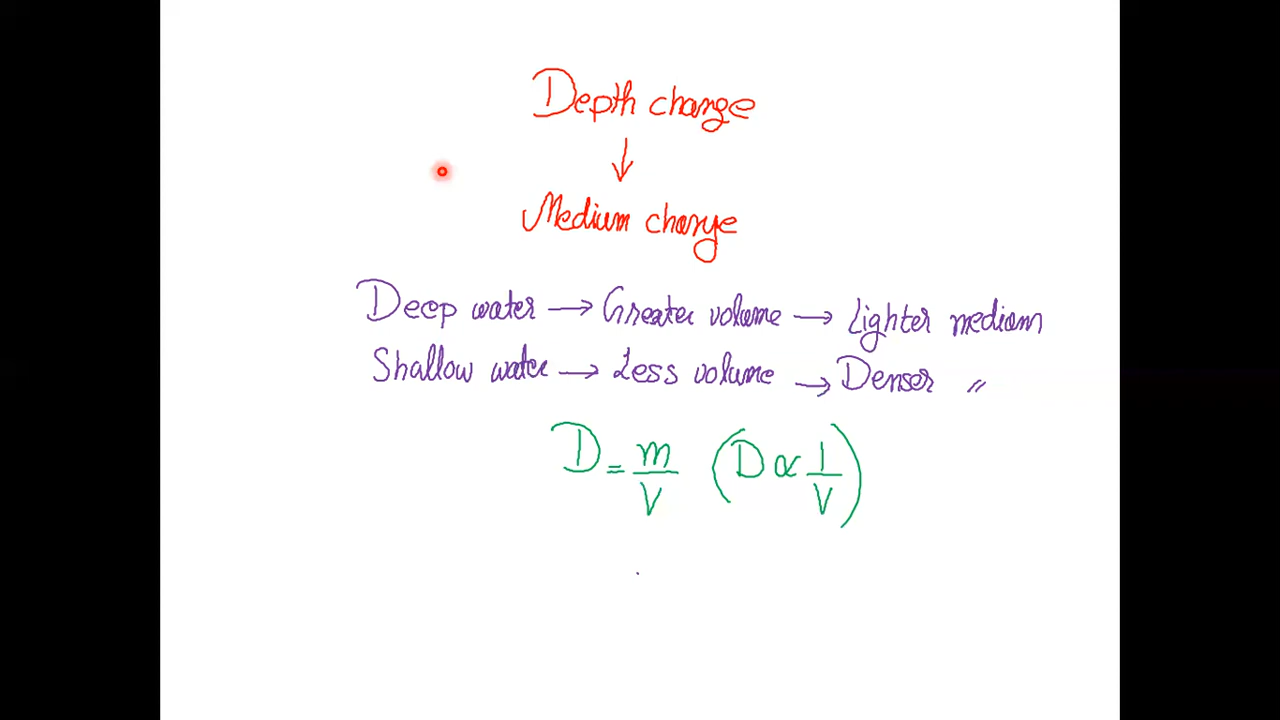 Depth change
↓
Medium change
Deep water → Greater volume → Lighter medium
Shallow water → Less volume → Denser 〃
D = m/V (D ∝ 1/V)